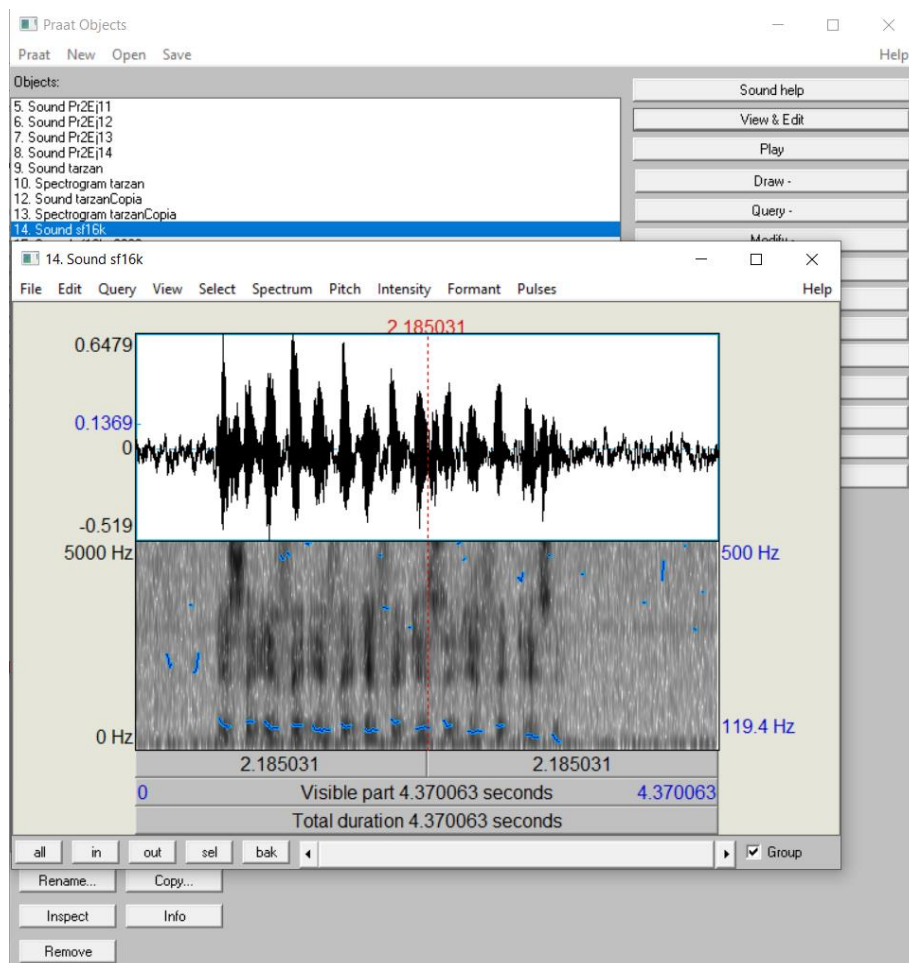 Praat Objects
Praat New Open Save Help
Objects:
5. Sound Pr2Ej11
6. Sound Pr2Ej12
7. Sound Pr2Ej13
8. Sound Pr2Ej14
9. Sound tarzan
10. Spectrogram tarzan
12. Sound tarzanCopia
13. Spectrogram tarzanCopia
14. Sound sf16k
Sound help
View & Edit
Play
Draw -
Query -
Modify -
14. Sound sf16k
File Edit Query View Select Spectrum Pitch Intensity Formant Pulses Help
2.185031
0.6479
0.1369
0
-0.519
5000 Hz 500 Hz
119.4 Hz
0 Hz
2.185031 2.185031
0 Visible part 4.370063 seconds 4.370063
Total duration 4.370063 seconds
all in out sel bak Group
Rename... Copy...
Inspect Info
Remove